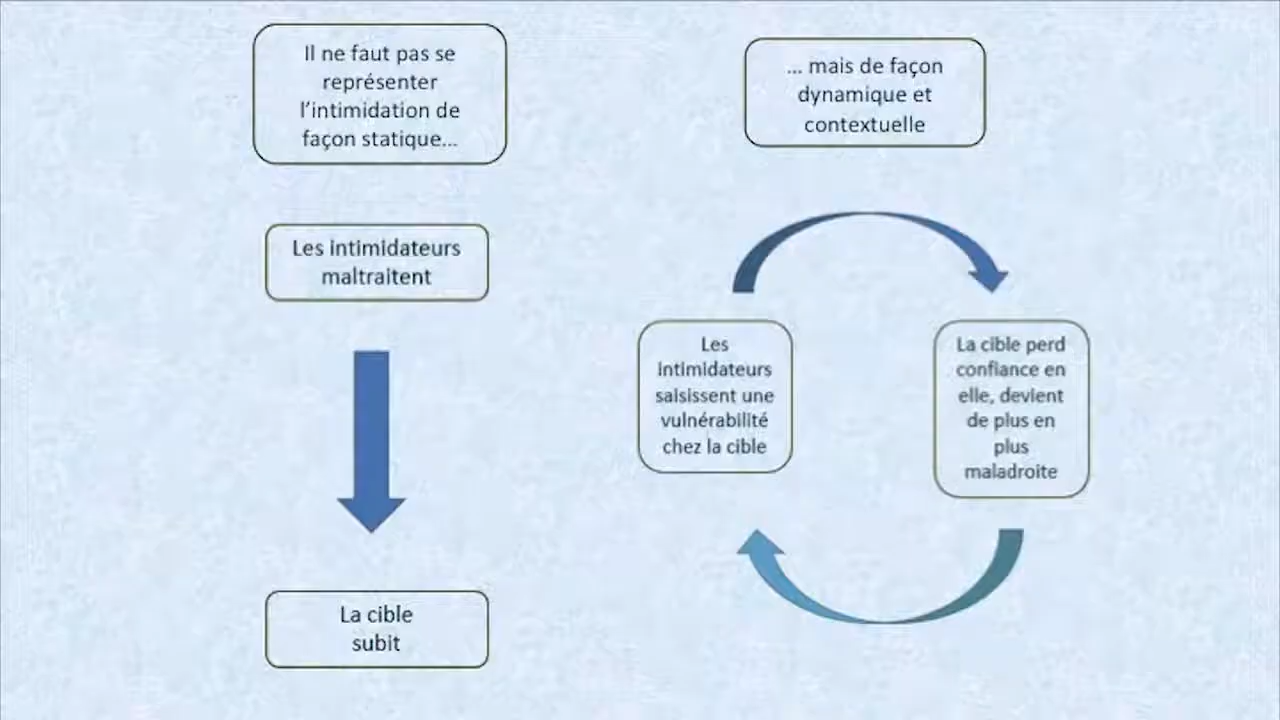 Il ne faut pas se
représenter
l'intimidation de
façon statique...
... mais de façon
dynamique et
contextuelle
Les intimidateurs
maltraitent
La cible
subit
Les
intimidateurs
saisissent une
vulnérabilité
chez la cible
La cible perd
confiance en
elle, devient
de plus en
plus
maladroite